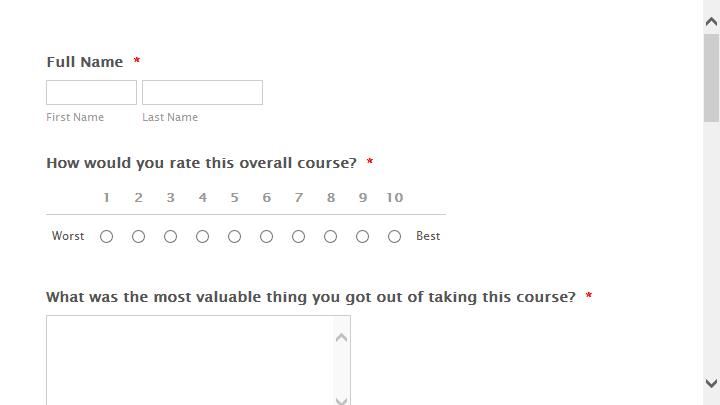 Full Name *
First Name Last Name
How would you rate this overall course? *
1 2 3 4 5 6 7 8 9 10
Worst Best
What was the most valuable thing you got out of taking this course? *